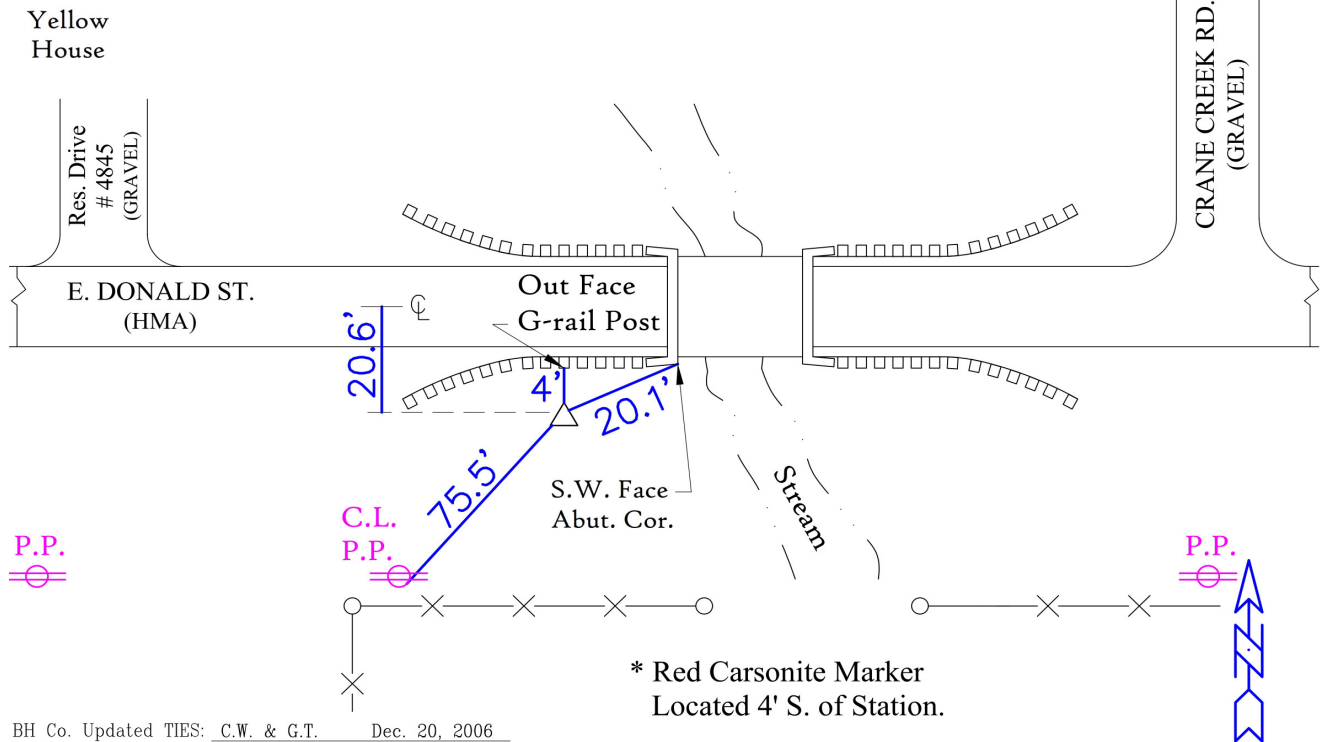 Yellow
House
Res. Drive
# 4845
(GRAVEL)
CRANE CREEK RD.
(GRAVEL)
E. DONALD ST.
(HMA)
20.6'
℄
Out Face
G-rail Post
4'
20.1'
75.5'
S.W. Face
Abut. Cor.
Stream
P.P.
C.L.
P.P.
P.P.
N
* Red Carsonite Marker
Located 4' S. of Station.
BH Co. Updated TIES: C.W. & G.T. Dec. 20, 2006